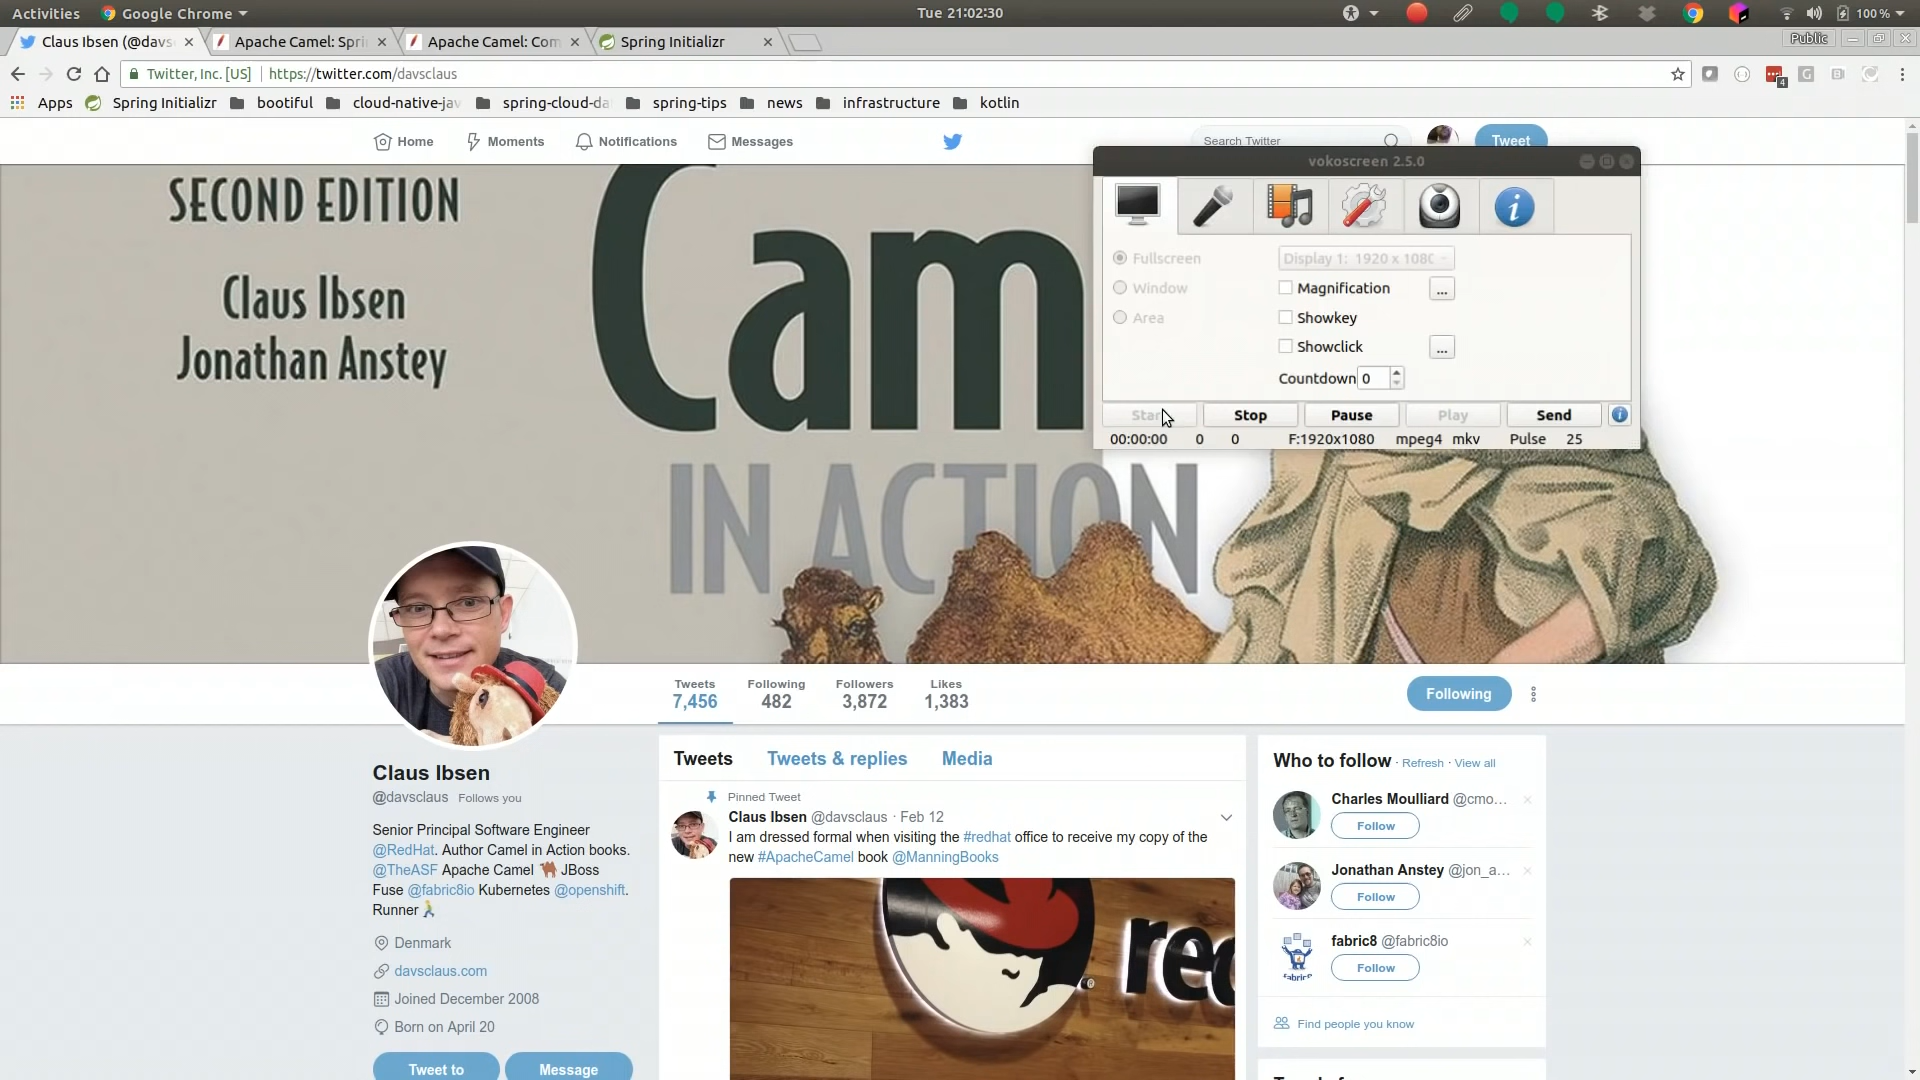 Activities
Google Chrome
Tue 21:02:30
100 %
Claus Ibsen (@davs
Apache Camel: Spri
Apache Camel: Com
Spring Initializr
Public
Twitter, Inc. [US]
https://twitter.com/davsclaus
4
Apps
Spring Initializr
bootiful
cloud-native-jav
spring-cloud-da
spring-tips
news
infrastructure
kotlin
Home
Moments
Notifications
Messages
Search Twitter
Tweet
SECOND EDITION
Claus Ibsen
Jonathan Anstey
Cam
IN ACTION
vokoscreen 2.5.0
Fullscreen
Display 1: 1920 x 1080
Window
Magnification
...
Area
Showkey
Showclick
...
Countdown 0
Star
Stop
Pause
Play
Send
00:00:00
0
0
F:1920x1080
mpeg4
mkv
Pulse
25
Tweets
7,456
Following
482
Followers
3,872
Likes
1,383
Following
Claus Ibsen
@davsclaus Follows you
Senior Principal Software Engineer
@RedHat. Author Camel in Action books.
@TheASF Apache Camel 🐫 JBoss
Fuse @fabric8io Kubernetes @openshift.
Runner 🏃
Denmark
davsclaus.com
Joined December 2008
Born on April 20
Tweet to
Message
Tweets
Tweets & replies
Media
Pinned Tweet
Claus Ibsen @davsclaus · Feb 12
I am dressed formal when visiting the #redhat office to receive my copy of the
new #ApacheCamel book @ManningBooks
red
Who to follow · Refresh · View all
Charles Moulliard @cmo...
Follow
Jonathan Anstey @jon_a...
Follow
fabric8 @fabric8io
Follow
Find people you know